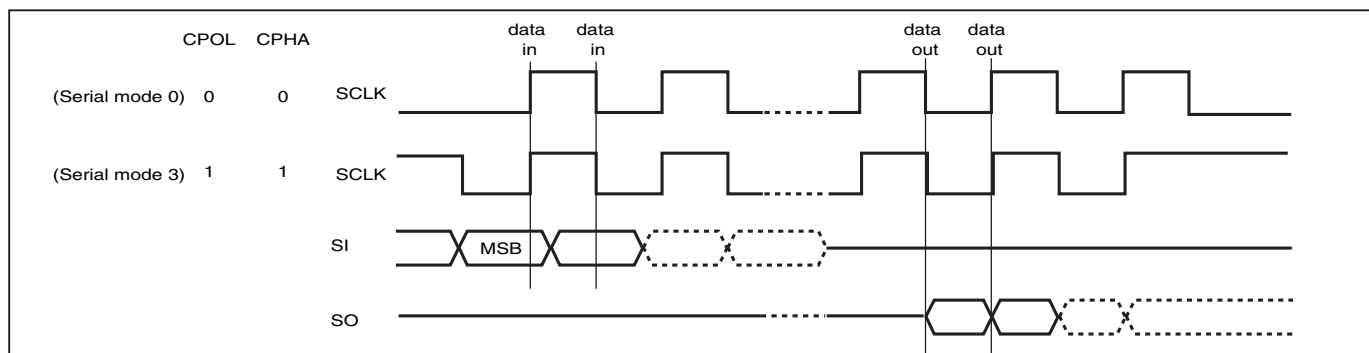 CPOL CPHA
data in
data in
data out
data out
(Serial mode 0) 0 0 SCLK
(Serial mode 3) 1 1 SCLK
SI MSB
SO